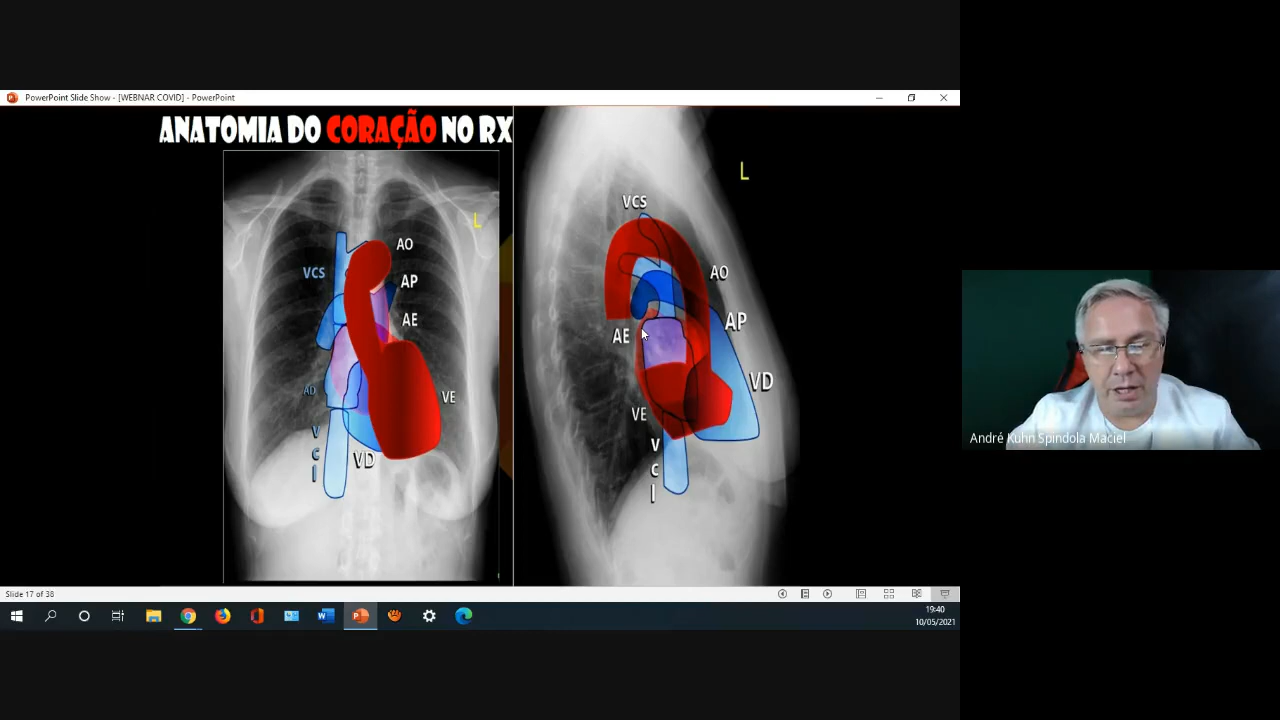 PowerPoint Slide Show - [WEBNAR COVID] - PowerPoint
ANATOMIA DO CORAÇÃO NO RX
L
VCS
AO
AP
AE
AD
VE
V
C
I
VD
L
VCS
AO
AE
AP
VD
VE
V
C
I
André Kuhn Spindola Maciel
Slide 17 of 38
19:40
10/05/2021